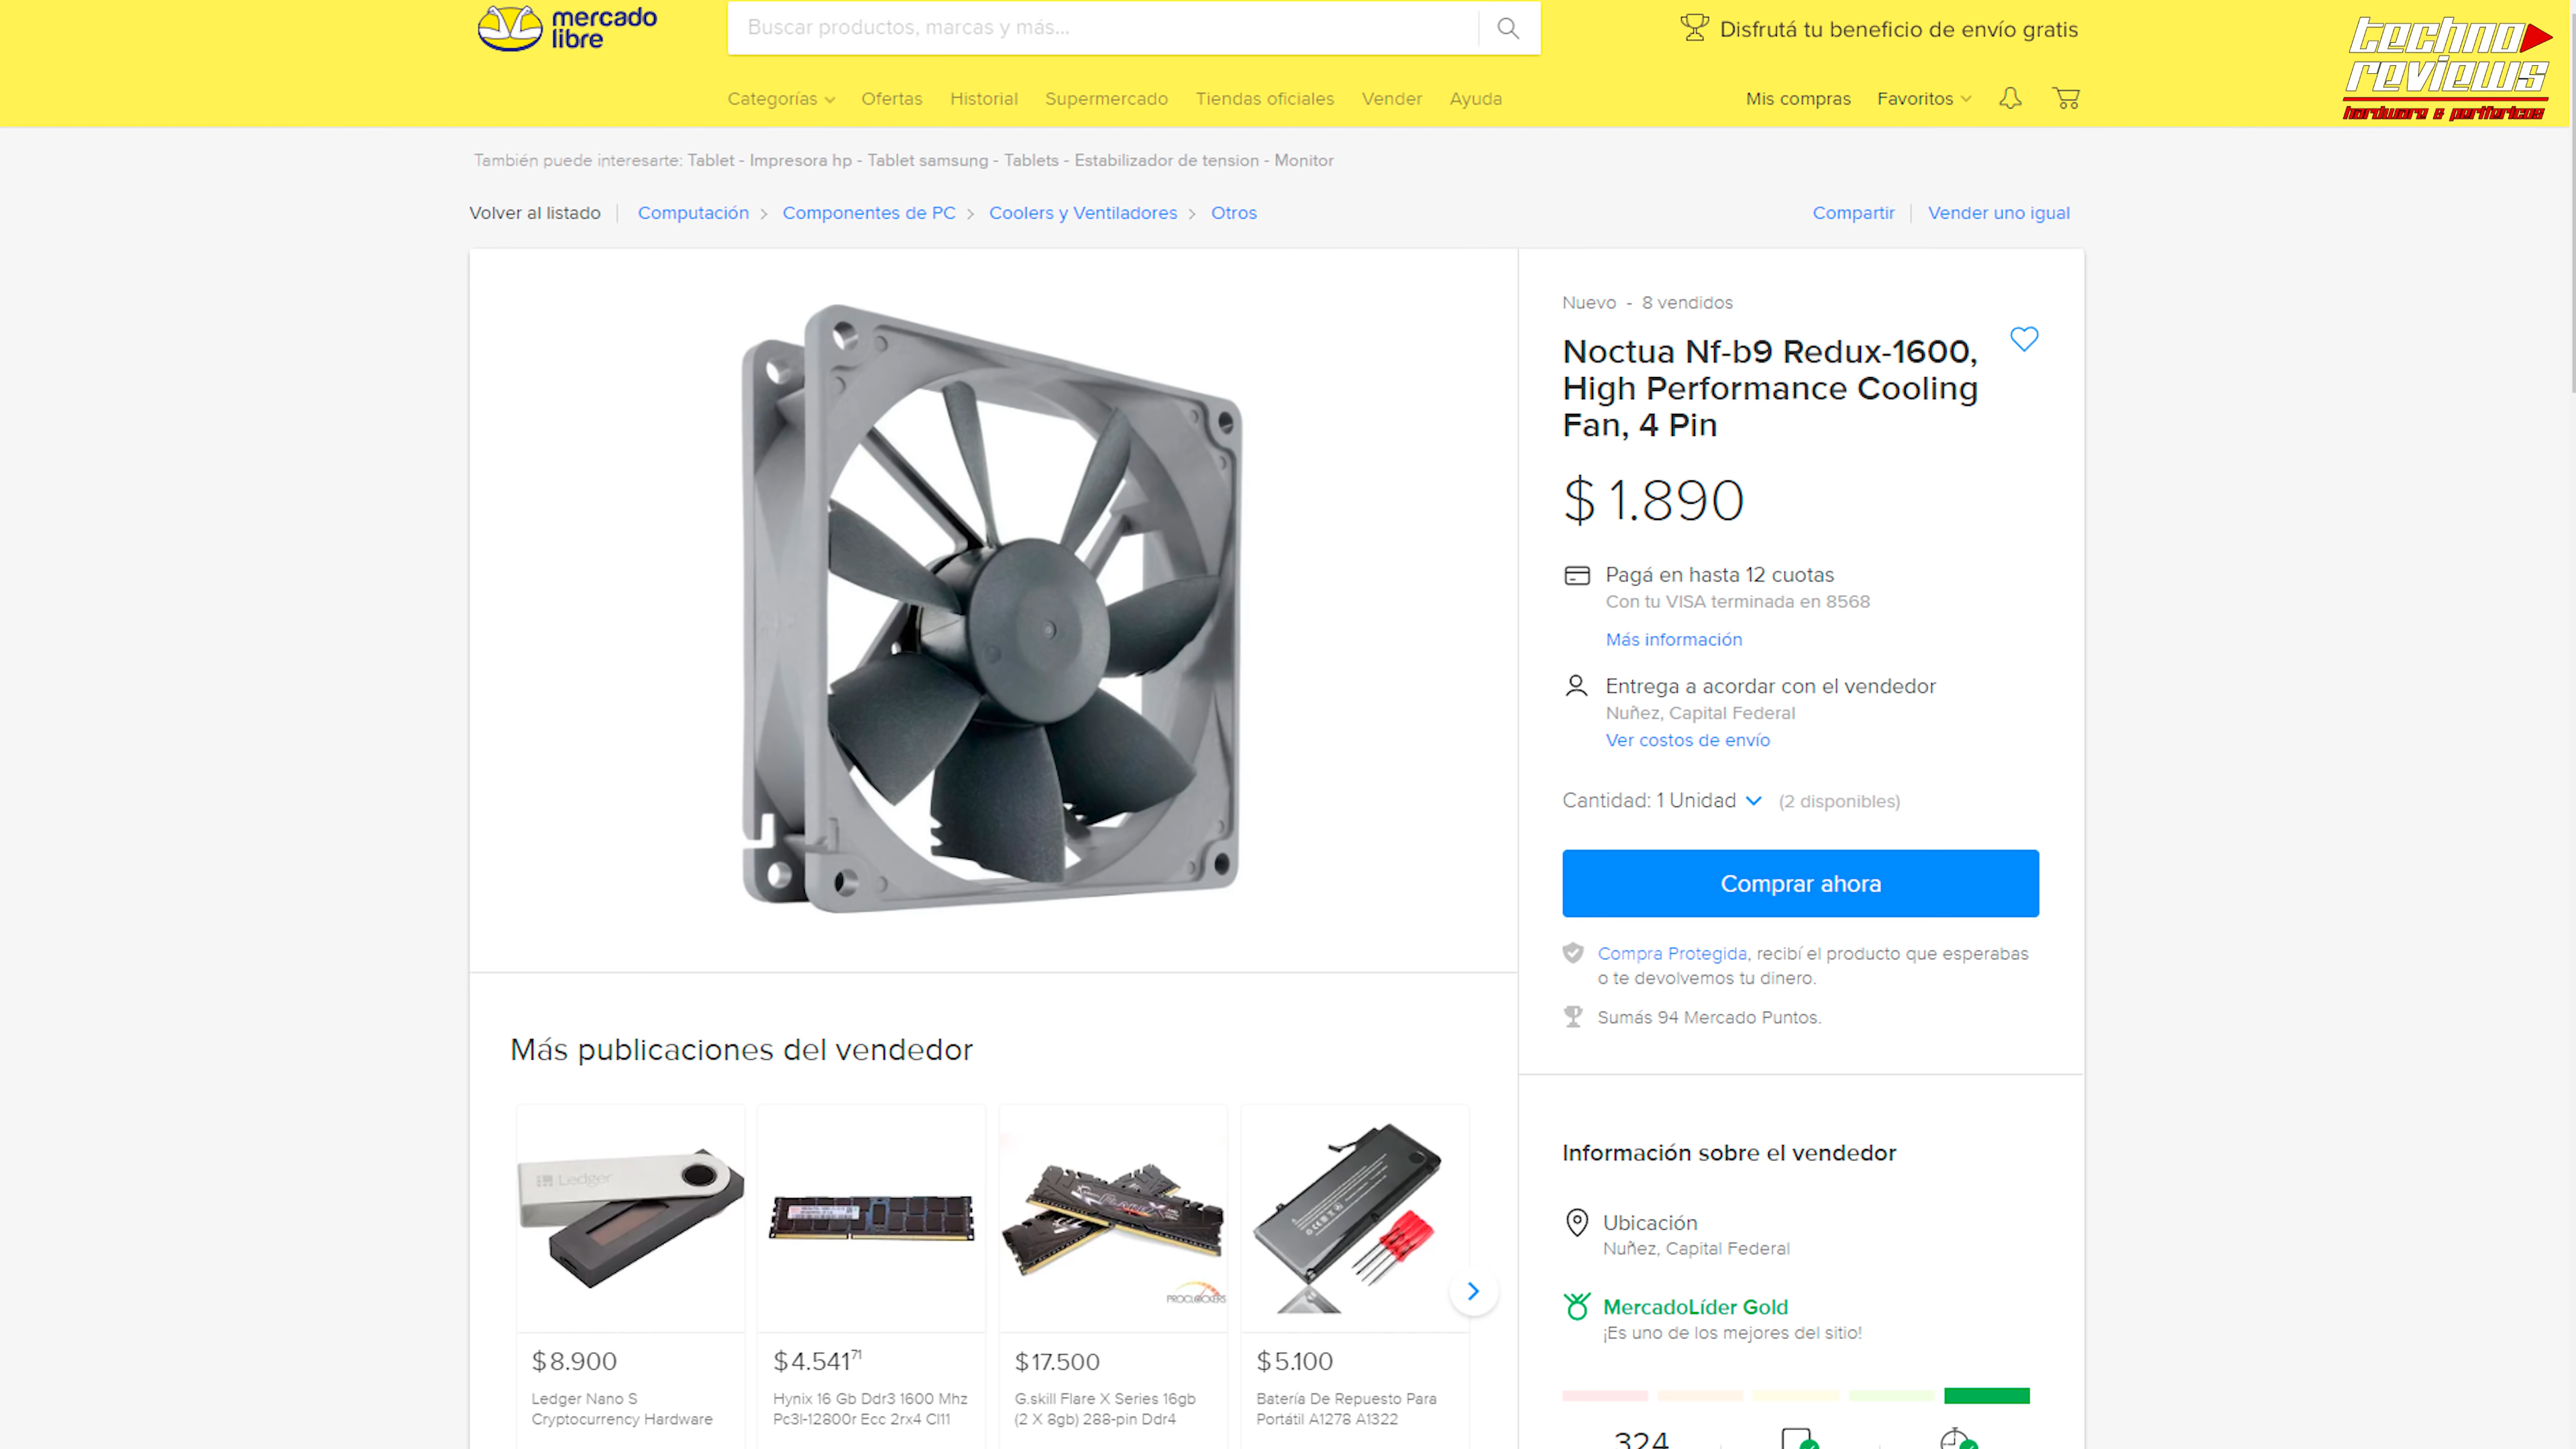 mercado
libre
Buscar productos, marcas y más...
Disfrutá tu beneficio de envío gratis
techno
reviews
hardware & perifericos
Categorías
Ofertas
Historial
Supermercado
Tiendas oficiales
Vender
Ayuda
Mis compras
Favoritos
También puede interesarte: Tablet - Impresora hp - Tablet samsung - Tablets - Estabilizador de tension - Monitor
Volver al listado
Computación
Componentes de PC
Coolers y Ventiladores
Otros
Compartir
Vender uno igual
Nuevo - 8 vendidos
Noctua Nf-b9 Redux-1600,
High Performance Cooling
Fan, 4 Pin
$ 1.890
Pagá en hasta 12 cuotas
Con tu VISA terminada en 8568
Más información
Entrega a acordar con el vendedor
Nuñez, Capital Federal
Ver costos de envío
Cantidad: 1 Unidad (2 disponibles)
Comprar ahora
Compra Protegida, recibí el producto que esperabas
o te devolvemos tu dinero.
Sumás 94 Mercado Puntos.
Más publicaciones del vendedor
Ledger
PROCLOCKERS
$ 8.900
Ledger Nano S
Cryptocurrency Hardware
$ 4.541 71
Hynix 16 Gb Ddr3 1600 Mhz
Pc3l-12800r Ecc 2rx4 Cl11
$ 17.500
G.skill Flare X Series 16gb
(2 X 8gb) 288-pin Ddr4
$ 5.100
Batería De Repuesto Para
Portátil A1278 A1322
Información sobre el vendedor
Ubicación
Nuñez, Capital Federal
MercadoLíder Gold
¡Es uno de los mejores del sitio!
324